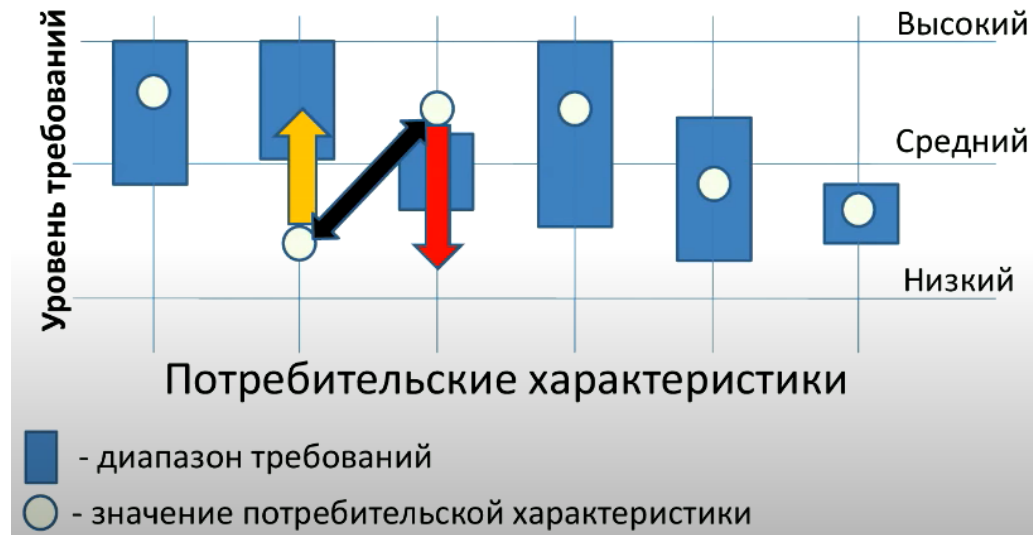 Уровень требований
Высокий
Средний
Низкий
Потребительские характеристики
- диапазон требований
- значение потребительской характеристики